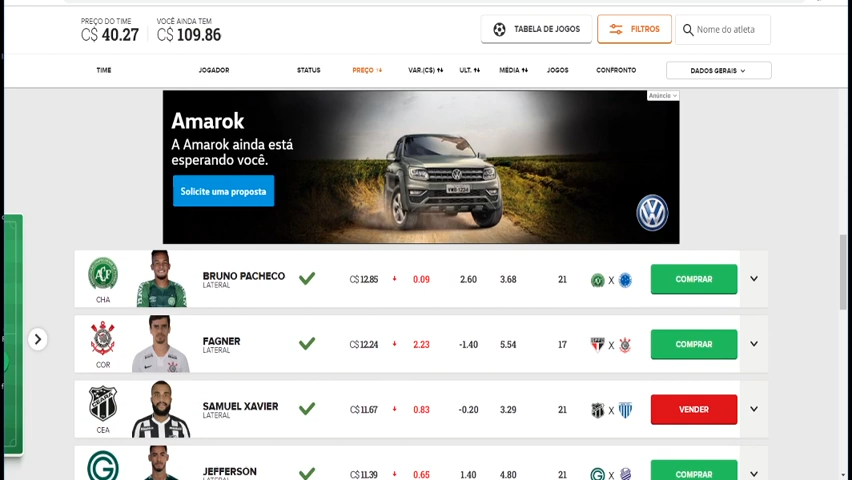 PREÇO DO TIME
C$ 40.27
VOCÊ AINDA TEM
C$ 109.86
TABELA DE JOGOS
FILTROS
Nome do atleta
TIME JOGADOR STATUS PREÇO VAR.(C$) ULT. MÉDIA JOGOS CONFRONTO DADOS GERAIS
Anúncio
Amarok
A Amarok ainda está
esperando você.
Solicite uma proposta
CHA
BRUNO PACHECO
LATERAL
C$ 12.85 0.09 2.60 3.68 21 X COMPRAR
COR
FAGNER
LATERAL
C$ 12.24 2.23 -1.40 5.54 17 X COMPRAR
CEA
SAMUEL XAVIER
LATERAL
C$ 11.67 0.83 -0.20 3.29 21 X VENDER
JEFFERSON
LATERAL
C$ 11.39 0.65 1.40 4.80 21 X COMPRAR